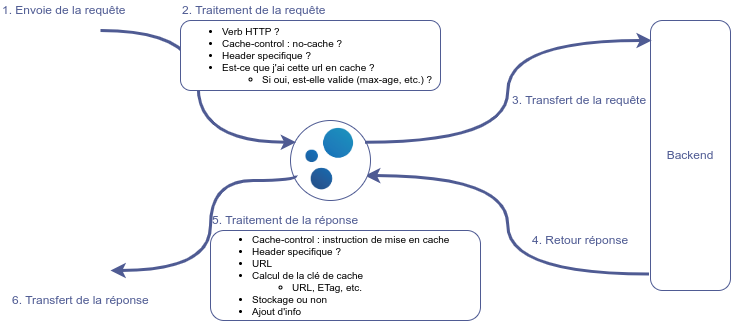 1. Envoie de la requête
2. Traitement de la requête
Verb HTTP ?
Cache-control : no-cache ?
Header specifique ?
Est-ce que j'ai cette url en cache ?
Si oui, est-elle valide (max-age, etc.) ?
3. Transfert de la requête
Backend
4. Retour réponse
5. Traitement de la réponse
Cache-control : instruction de mise en cache
Header specifique ?
URL
Calcul de la clé de cache
URL, ETag, etc.
Stockage ou non
Ajout d'info
6. Transfert de la réponse